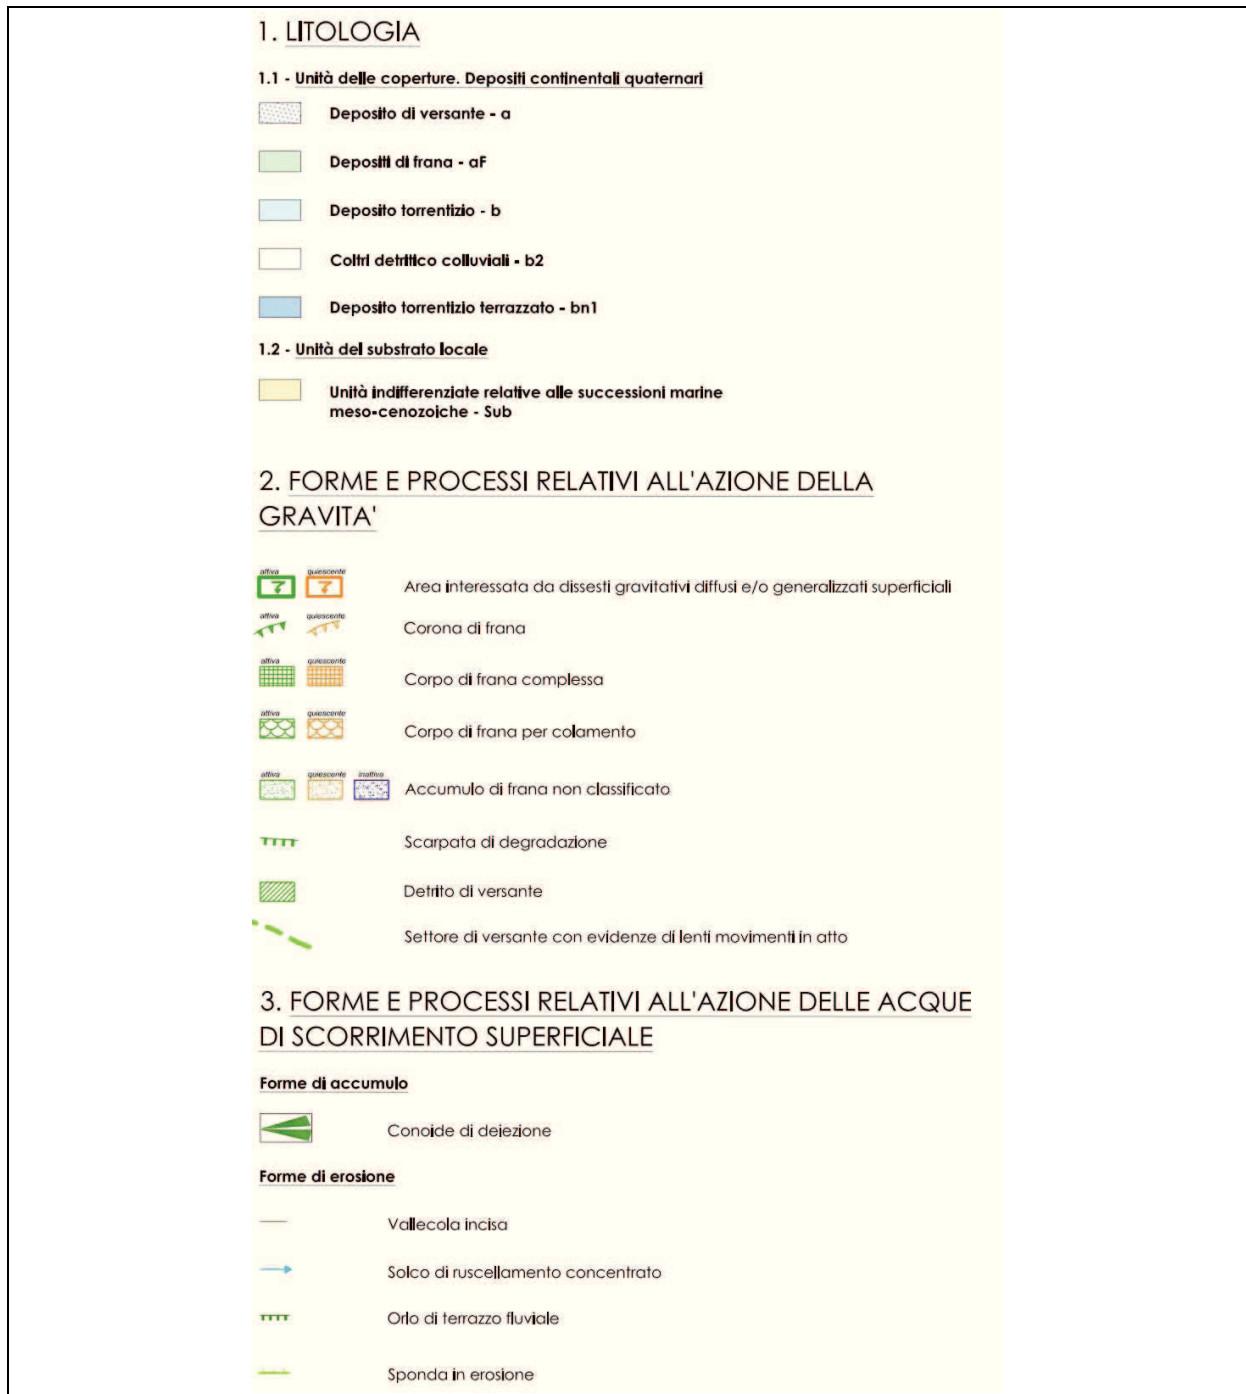 1. LITOLOGIA
1.1 - Unità delle coperture. Depositi continentali quaternari
Deposito di versante - a
Depositi di frana - aF
Deposito torrentizio - b
Coltri detritico colluviali - b2
Deposito torrentizio terrazzato - bn1
1.2 - Unità del substrato locale
Unità indifferenziate relative alle successioni marine
meso-cenozoiche - Sub
2. FORME E PROCESSI RELATIVI ALL'AZIONE DELLA
GRAVITA'
attiva quiescente
Area interessata da dissesti gravitativi diffusi e/o generalizzati superficiali
attiva quiescente
Corona di frana
attiva quiescente
Corpo di frana complessa
attiva quiescente
Corpo di frana per colamento
attiva quiescente inattiva
Accumulo di frana non classificato
Scarpata di degradazione
Detrito di versante
Settore di versante con evidenze di lenti movimenti in atto
3. FORME E PROCESSI RELATIVI ALL'AZIONE DELLE ACQUE
DI SCORRIMENTO SUPERFICIALE
Forme di accumulo
Conoide di deiezione
Forme di erosione
Vallecola incisa
Solco di ruscellamento concentrato
Orlo di terrazzo fluviale
Sponda in erosione